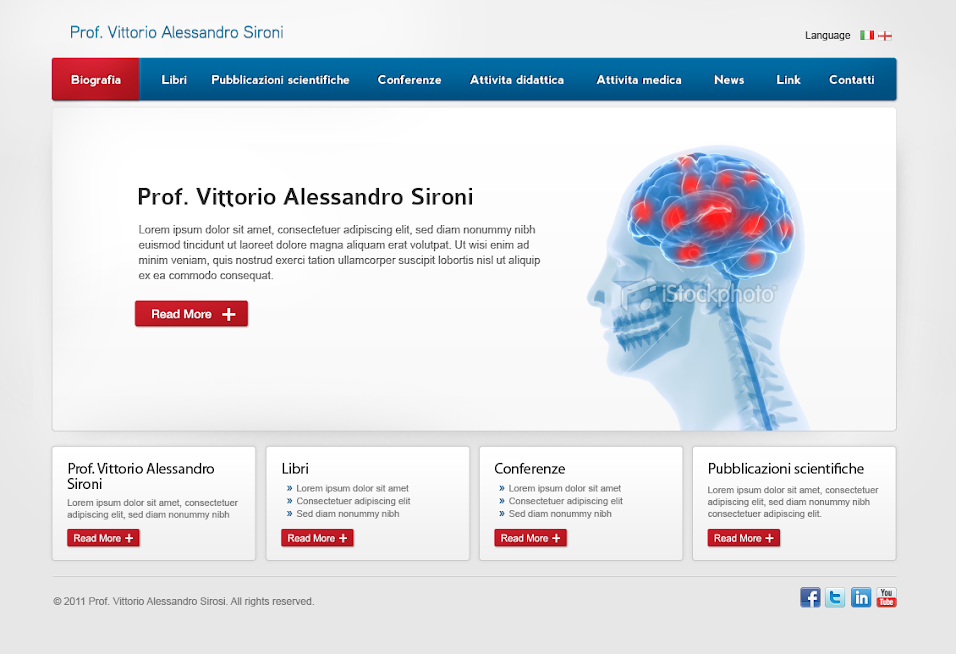 Prof. Vittorio Alessandro Sironi
Language
Biografia Libri Pubblicazioni scientifiche Conferenze Attivita didattica Attivita medica News Link Contatti
Prof. Vittorio Alessandro Sironi
Lorem ipsum dolor sit amet, consectetuer adipiscing elit, sed diam nonummy nibh
euismod tincidunt ut laoreet dolore magna aliquam erat volutpat. Ut wisi enim ad
minim veniam, quis nostrud exerci tation ullamcorper suscipit lobortis nisl ut aliquip
ex ea commodo consequat.
Read More +
iStockphoto
Prof. Vittorio Alessandro
Sironi
Lorem ipsum dolor sit amet, consectetuer
adipiscing elit, sed diam nonummy nibh
Read More +
Libri
» Lorem ipsum dolor sit amet
» Consectetuer adipiscing elit
» Sed diam nonummy nibh
Read More +
Conferenze
» Lorem ipsum dolor sit amet
» Consectetuer adipiscing elit
» Sed diam nonummy nibh
Read More +
Pubblicazioni scientifiche
Lorem ipsum dolor sit amet, consectetuer
adipiscing elit, sed diam nonummy nibh
consectetuer adipiscing elit.
Read More +
© 2011 Prof. Vittorio Alessandro Sirosi. All rights reserved.
f t in You
Tube